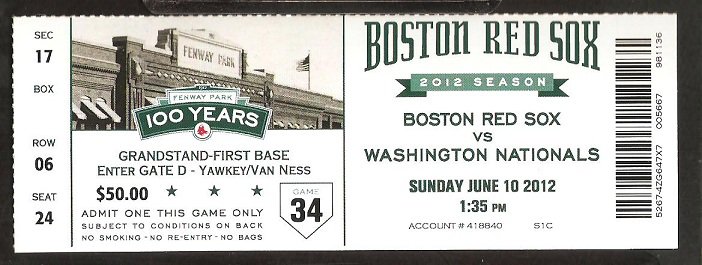 SEC
17
BOX
ROW
06
SEAT
24
FENWAY PARK
FENWAY PARK
100 YEARS
GRANDSTAND-FIRST BASE
ENTER GATE D - YAWKEY/VAN NESS
$50.00
ADMIT ONE THIS GAME ONLY
SUBJECT TO CONDITIONS ON BACK
NO SMOKING - NO RE-ENTRY - NO BAGS
GAME
34
BOSTON RED SOX
2012 SEASON
BOSTON RED SOX
VS
WASHINGTON NATIONALS
SUNDAY JUNE 10 2012
1:35 PM
ACCOUNT # 418840 S1C
5267-4ZG647X7 005667 981136